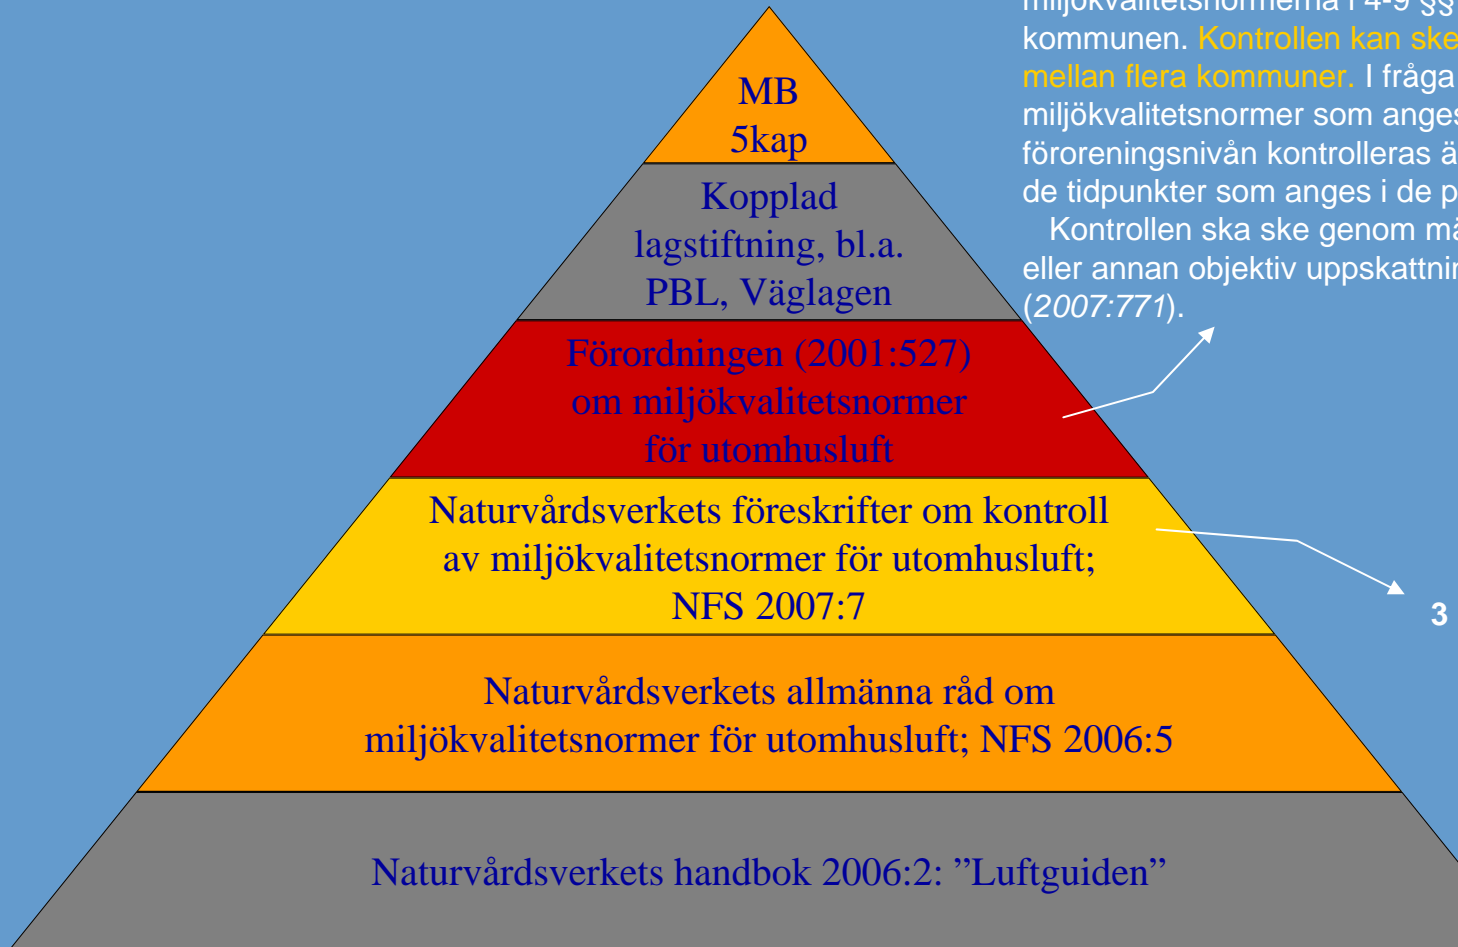 MB
5kap
Kopplad
lagstiftning, bl.a.
PBL, Väglagen
Förordningen (2001:527)
om miljökvalitetsnormer
för utomhusluft
Naturvårdsverkets föreskrifter om kontroll
av miljökvalitetsnormer för utomhusluft;
NFS 2007:7
Naturvårdsverkets allmänna råd om
miljökvalitetsnormer för utomhusluft; NFS 2006:5
Naturvårdsverkets handbok 2006:2: ”Luftguiden”
miljökvalitetsnormerna i 4-9 §§
kommunen. Kontrollen kan ske
mellan flera kommuner. I fråga
miljökvalitetsnormer som anges
föroreningsnivån kontrolleras
de tidpunkter som anges i de
Kontrollen ska ske genom
eller annan objektiv
(2007:771).
3